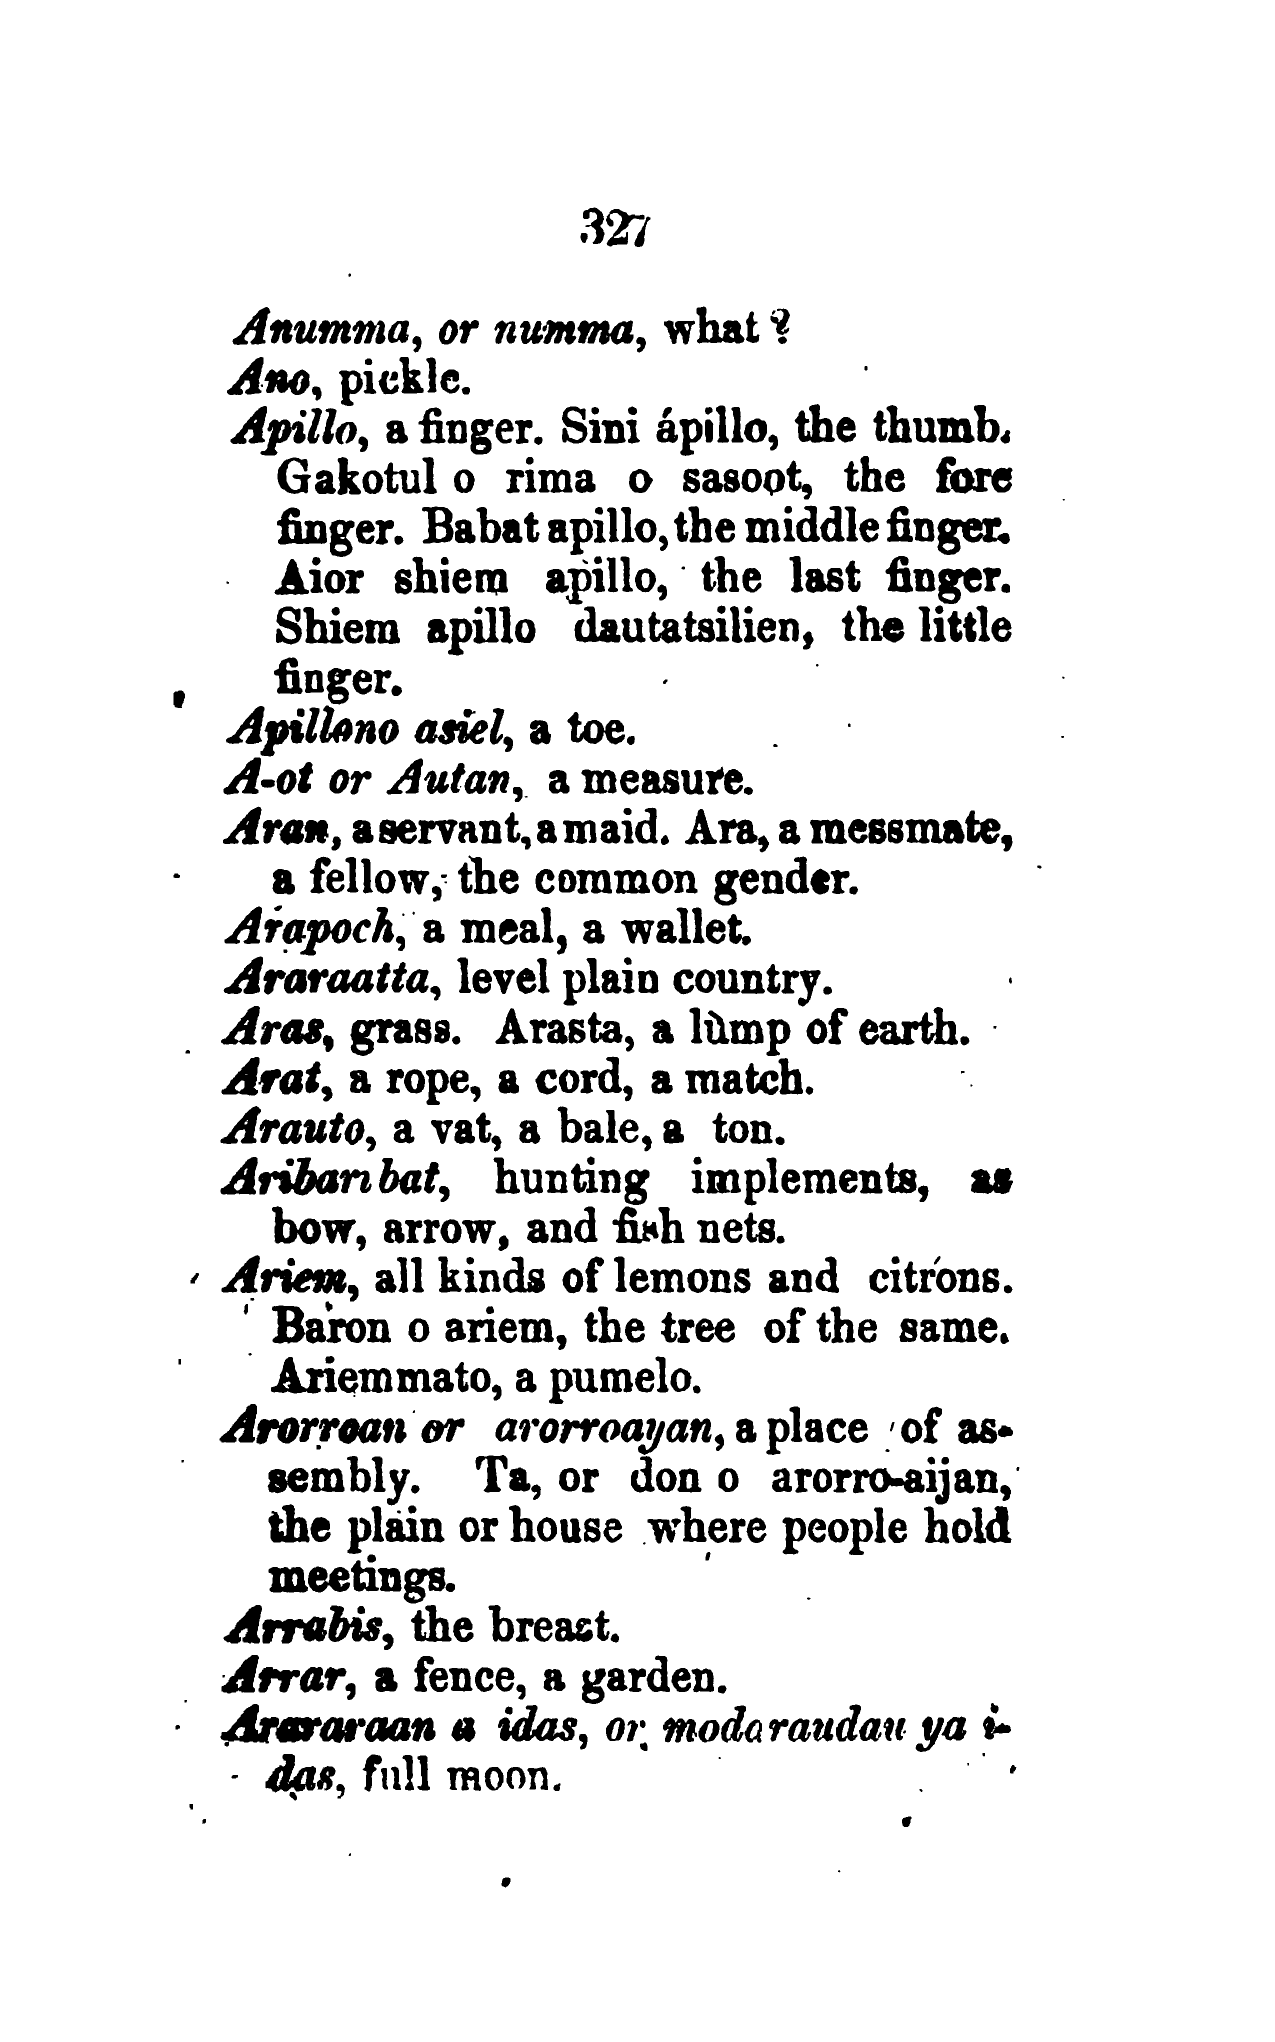 327
Anumma, or numma, what?
Ano, pickle.
Apillo, a finger. Sini ápillo, the thumb.
Gakotul o rima o sasoot, the fore
finger. Babat apillo, the middle finger.
Aior shiem apillo, the last finger.
Shiem apillo dautatsilien, the little
finger.
Apillono asiel, a toe.
A-ot or Autan, a measure.
Aran, a servant, a maid. Ara, a messmate,
a fellow, the common gender.
Arapoch, a meal, a wallet.
Araraatta, level plain country.
Aras, grass. Arasta, a lump of earth.
Arat, a rope, a cord, a match.
Arauto, a vat, a bale, a ton.
Aribaribat, hunting implements, as
bow, arrow, and fish nets.
Ariem, all kinds of lemons and citrons.
Baron o ariem, the tree of the same.
Ariemmato, a pumelo.
Arorroan or arorroayan, a place of as-
sembly. Ta, or don o arorro-aijan,
the plain or house where people hold
meetings.
Arrabis, the breast.
Arrar, a fence, a garden.
Arararaan a idas, or modaraudau ya i-
das, full moon.